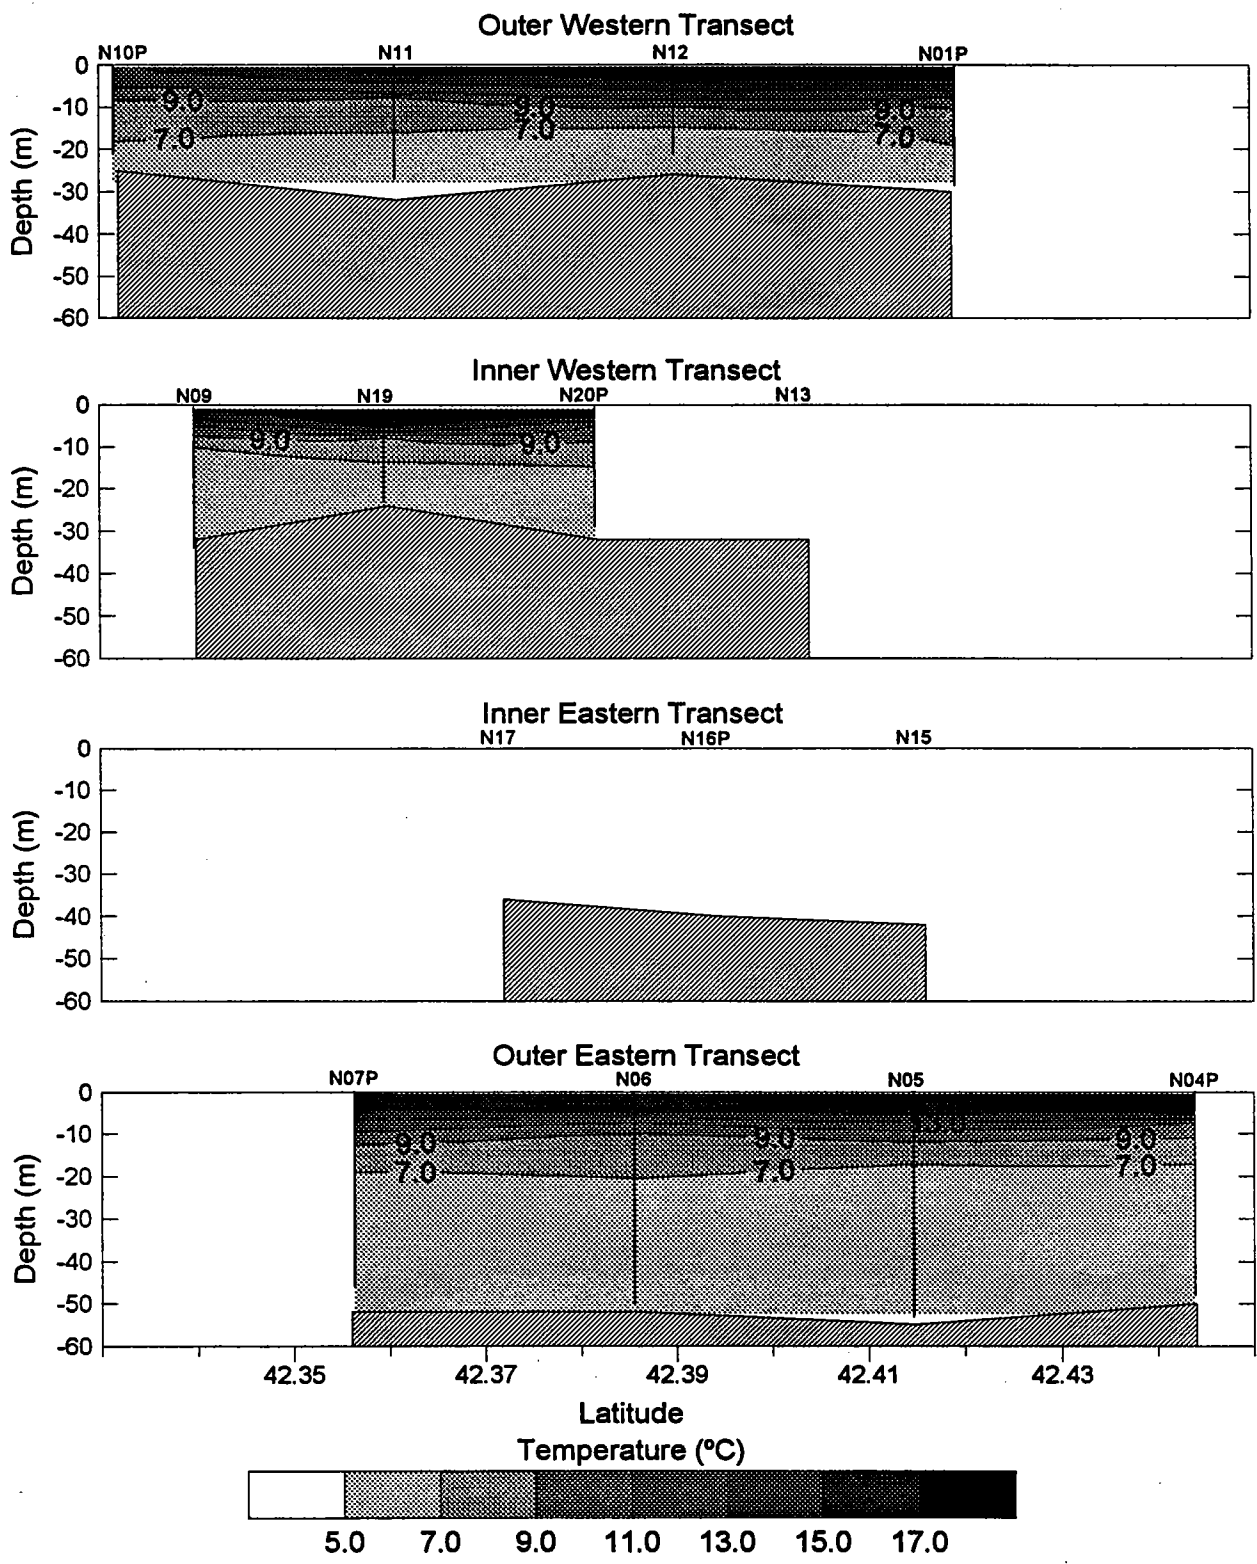 Outer Western Transect
N10P N11 N12 N01P
0
-10
-20
-30
-40
-50
-60
Depth (m)
9.0 9.0 9.0
7.0 7.0 7.0
Inner Western Transect
N09 N19 N20P N13
0
-10
-20
-30
-40
-50
-60
Depth (m)
9.0 9.0
Inner Eastern Transect
N17 N16P N15
0
-10
-20
-30
-40
-50
-60
Depth (m)
Outer Eastern Transect
N07P N06 N05 N04P
0
-10
-20
-30
-40
-50
-60
Depth (m)
9.0 9.0 9.0
7.0 7.0 7.0
42.35 42.37 42.39 42.41 42.43
Latitude
Temperature (ºC)
5.0 7.0 9.0 11.0 13.0 15.0 17.0